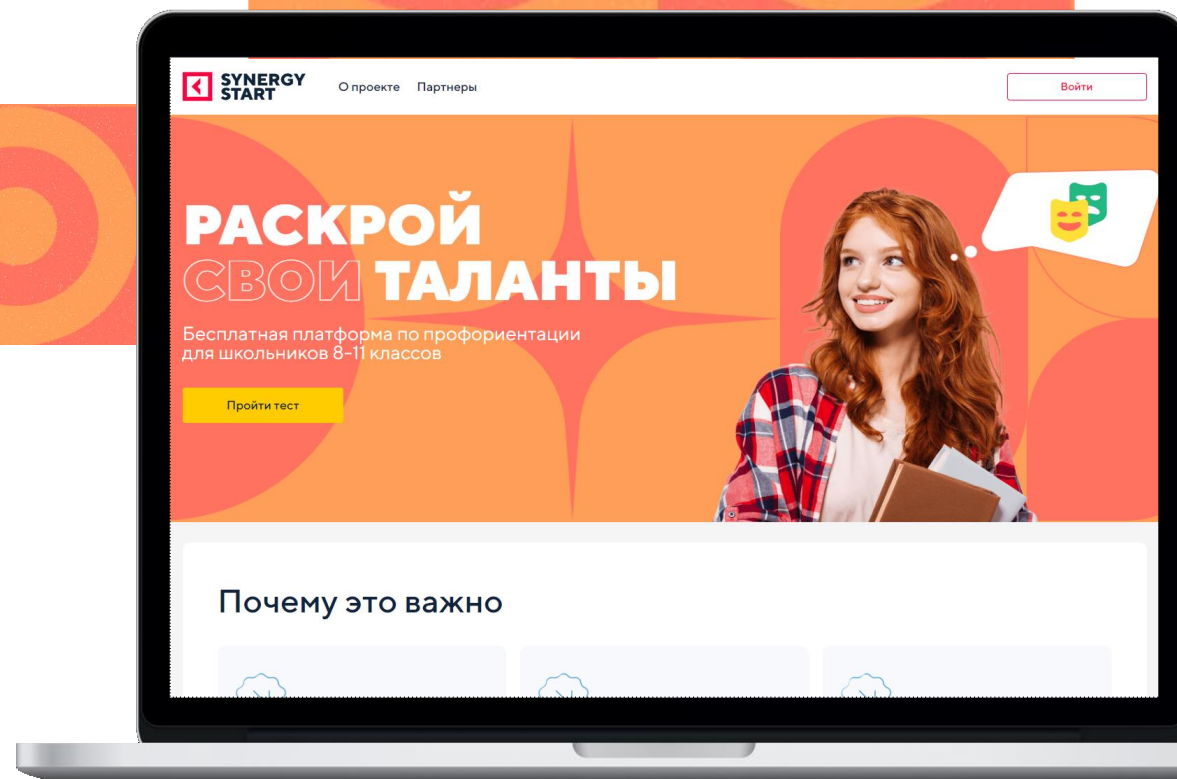 SYNERGY
START
О проекте Партнеры
Войти
РАСКРОЙ
СВОИ ТАЛАНТЫ
Бесплатная платформа по профориентации
для школьников 8-11 классов
Пройти тест
Почему это важно